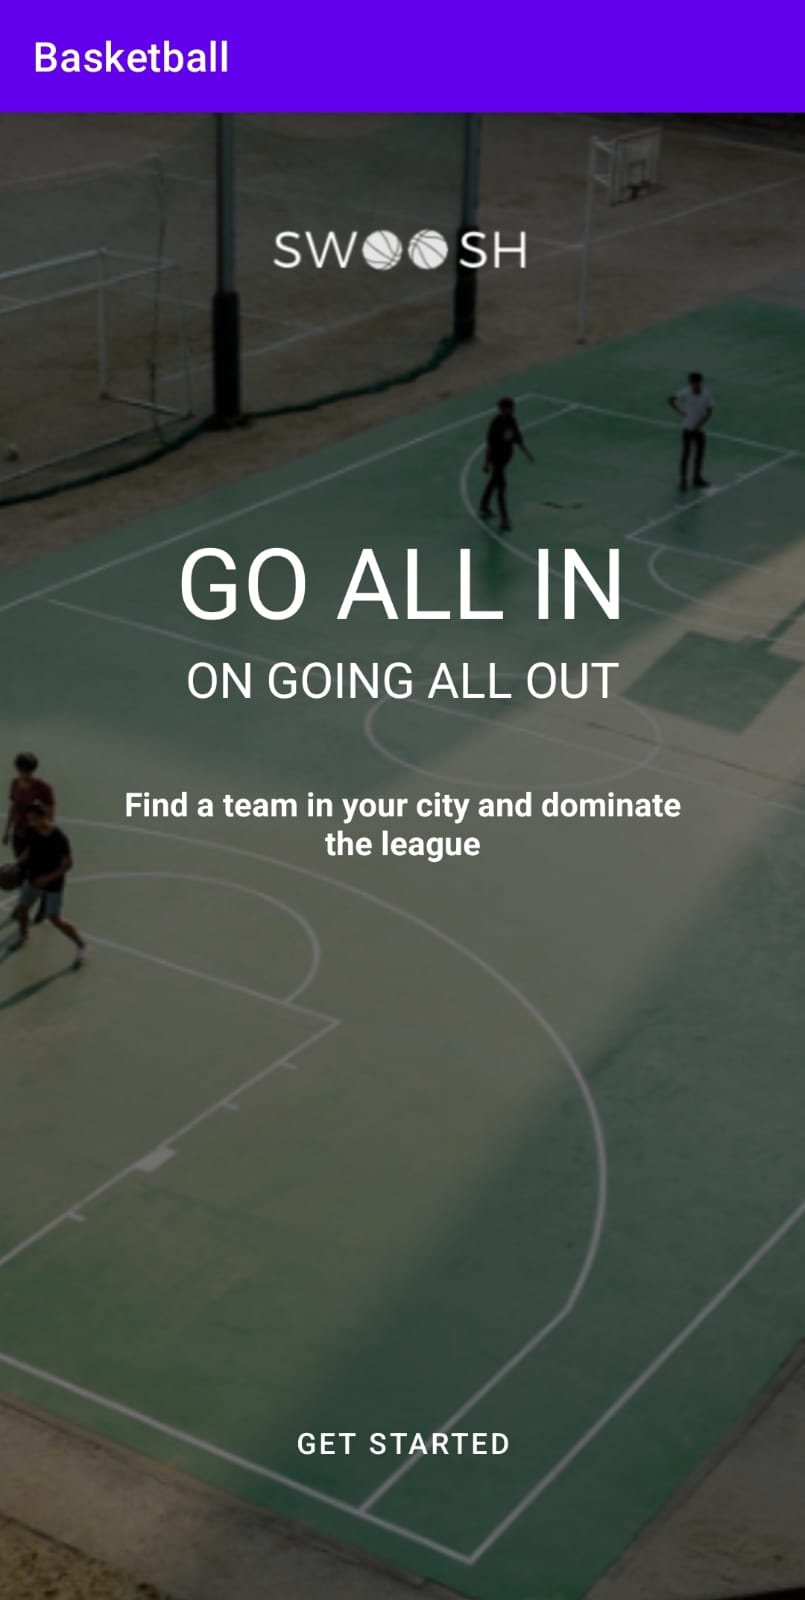 Basketball
SWOOSH
GO ALL IN
ON GOING ALL OUT
Find a team in your city and dominate
the league
GET STARTED